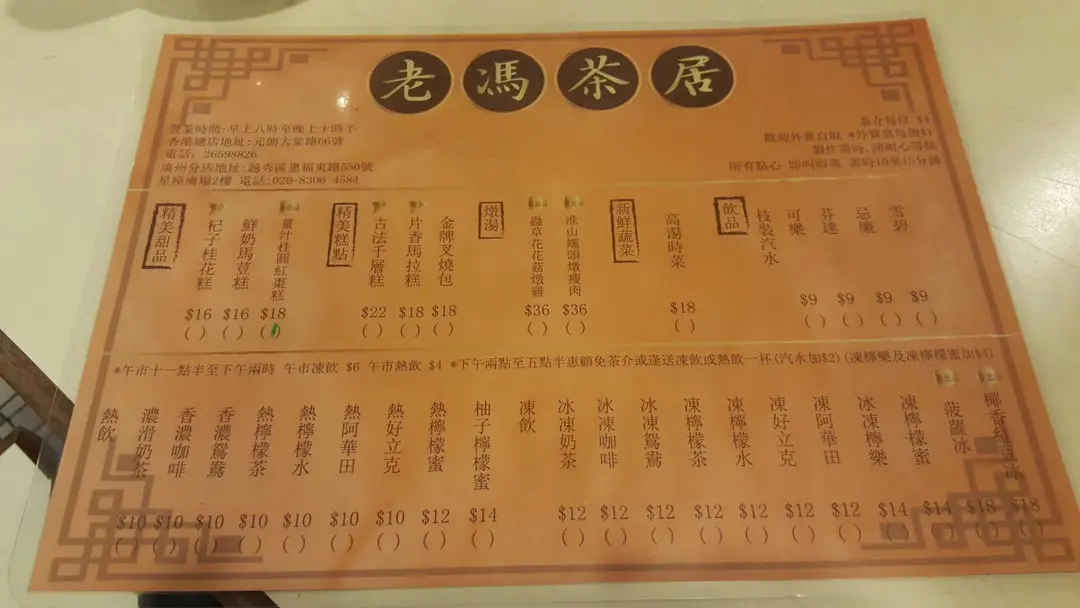 老馮茶居
營業時間:早上八時至晚上十時半
香港總店地址:元朗大棠路66號
電話:26598826
廣州分店地址:越秀區惠福東路550號
星座廣場2樓 電話:020-8306 4584
茶介每位 $4
歡迎外賣自取 *外賣盒每個$1
製作需時,請耐心等候
所有點心 即叫即蒸 需時10至15分鐘
精美甜品
杞子桂花糕 $16 ( )
鮮奶馬荳糕 $16 ( )
薑汁桂圓紅棗糕 $18 ( )
精美糕點
古法千層糕 $22 ( )
片香馬拉糕 $18 ( )
金牌叉燒包 $18 ( )
燉湯
蟲草花花菇燉雞 $36 ( )
淮山螺頭燉瘦肉 $36 ( )
新鮮蔬菜
高湯時菜 $18 ( )
飲品
枝裝汽水
可樂 $9 ( )
芬達 $9 ( )
忌廉 $9 ( )
雪碧 $9 ( )
*午市十一點半至下午兩時 午市凍飲 $6 午市熱飲 $4 *下午兩點至五點半惠顧免茶介或逢送凍飲或熱飲一杯(汽水加$2)(凍檸樂及凍檸檬蜜加$4)
熱飲
濃滑奶茶 $10 ( )
香濃咖啡 $10 ( )
香濃鴛鴦 $10 ( )
熱檸檬茶 $10 ( )
熱檸檬水 $10 ( )
熱阿華田 $10 ( )
熱好立克 $10 ( )
熱檸檬蜜 $12 ( )
柚子檸檬蜜 $14 ( )
凍飲
冰凍奶茶 $12 ( )
冰凍咖啡 $12 ( )
冰凍鴛鴦 $12 ( )
凍檸檬茶 $12 ( )
凍檸檬水 $12 ( )
凍好立克 $12 ( )
凍阿華田 $12 ( )
冰凍檸樂 $14 ( )
凍檸檬蜜 $14 ( )
菠蘿冰 $18 ( )
椰香紅豆冰 $18 ( )